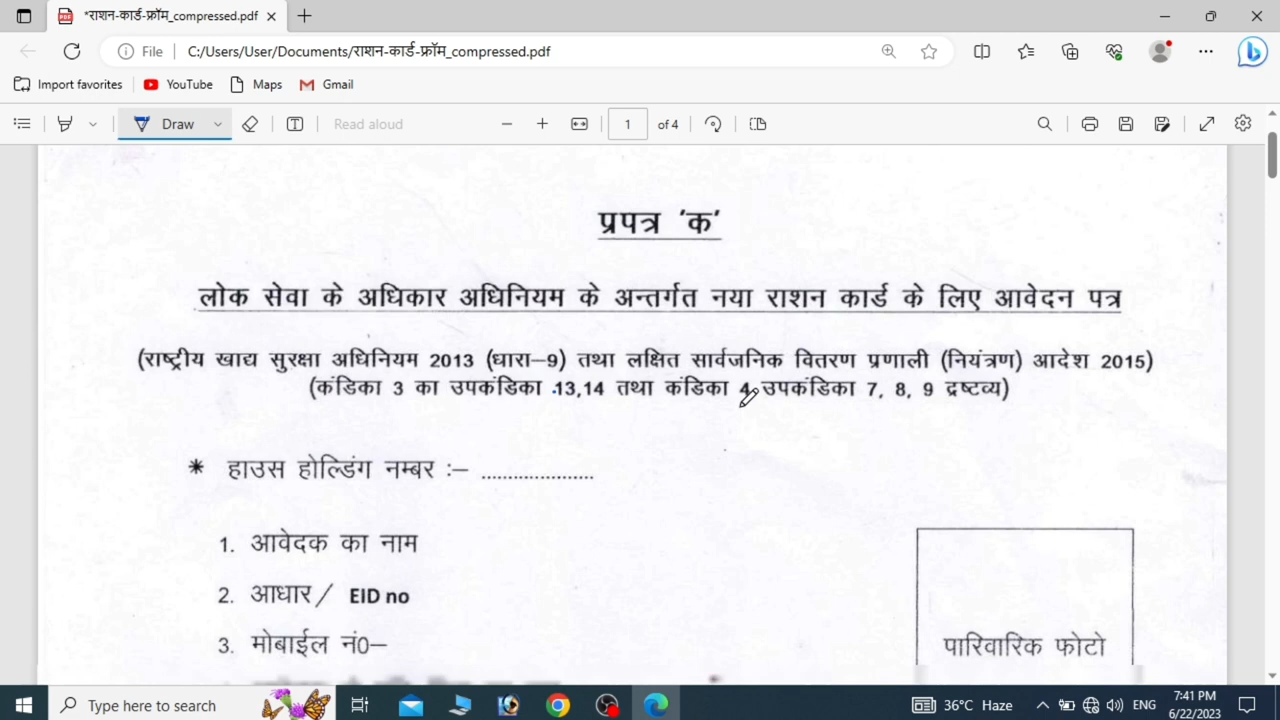 *राशन-कार्ड-फ्रॉम_compressed.pdf
File C:/Users/User/Documents/राशन-कार्ड-फ्रॉम_compressed.pdf
Import favorites YouTube Maps Gmail
Draw Read aloud 1 of 4
प्रपत्र 'क'
लोक सेवा के अधिकार अधिनियम के अन्तर्गत नया राशन कार्ड के लिए आवेदन पत्र
(राष्ट्रीय खाद्य सुरक्षा अधिनियम 2013 (धारा–9) तथा लक्षित सार्वजनिक वितरण प्रणाली (नियंत्रण) आदेश 2015)
(कंडिका 3 का उपकंडिका 13,14 तथा कंडिका 4 उपकंडिका 7, 8, 9 द्रष्टव्य)
* हाउस होल्डिंग नम्बर :– .....................
1. आवेदक का नाम
2. आधार / EID no
3. मोबाईल नं0–
पारिवारिक फोटो
Type here to search 36°C Haze ENG 7:41 PM
6/22/2023